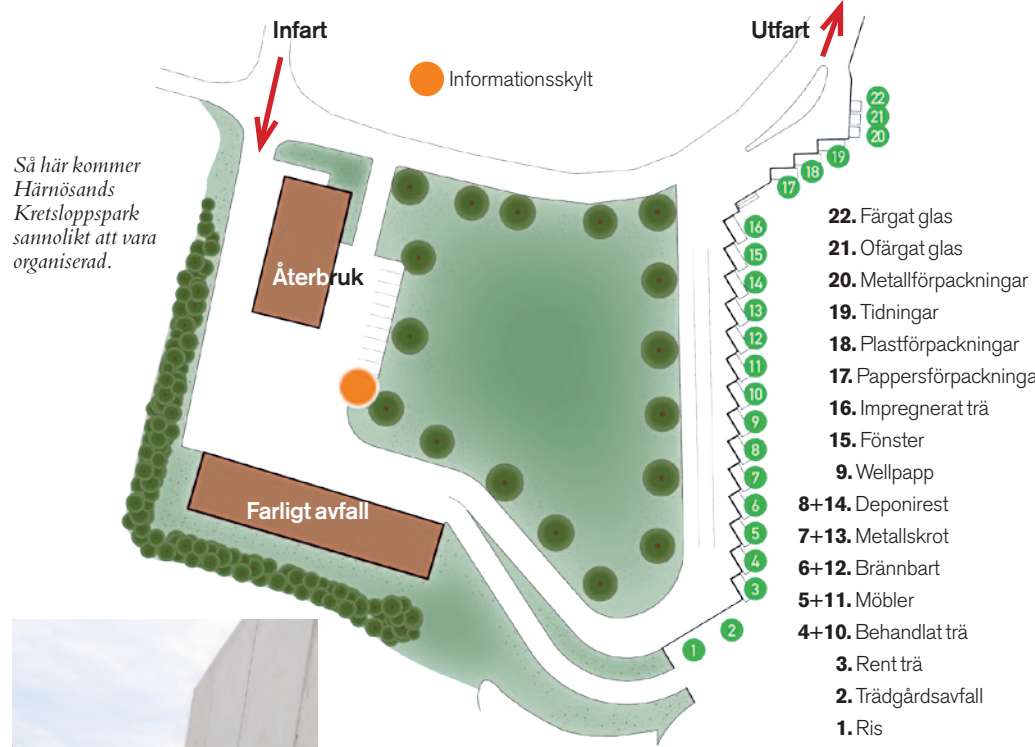 Infart
Utfart
Informationsskylt
Så här kommer
Härnösands
Kretsloppspark
sannolikt att vara
organiserad.
Återbruk
Farligt avfall
22
21
20
19
18
17
16
15
14
13
12
11
10
9
8
7
6
5
4
3
2
1
22. Färgat glas
21. Ofärgat glas
20. Metallförpackningar
19. Tidningar
18. Plastförpackningar
17. Pappersförpackninga
16. Impregnerat trä
15. Fönster
9. Wellpapp
8+14. Deponirest
7+13. Metallskrot
6+12. Brännbart
5+11. Möbler
4+10. Behandlat trä
3. Rent trä
2. Trädgårdsavfall
1. Ris